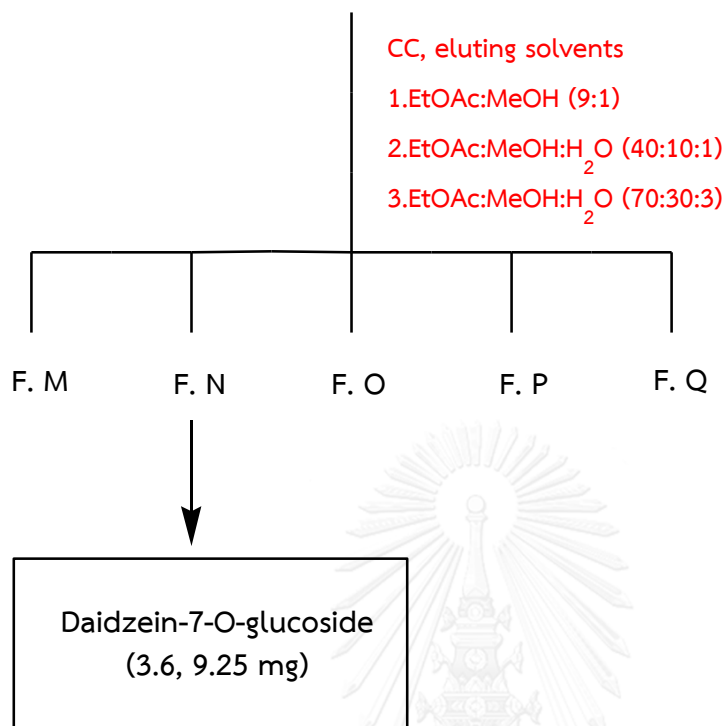 CC, eluting solvents
1.EtOAc:MeOH (9:1)
2.EtOAc:MeOH:H₂O (40:10:1)
3.EtOAc:MeOH:H₂O (70:30:3)
F. M F. N F. O F. P F. Q
Daidzein-7-O-glucoside
(3.6, 9.25 mg)